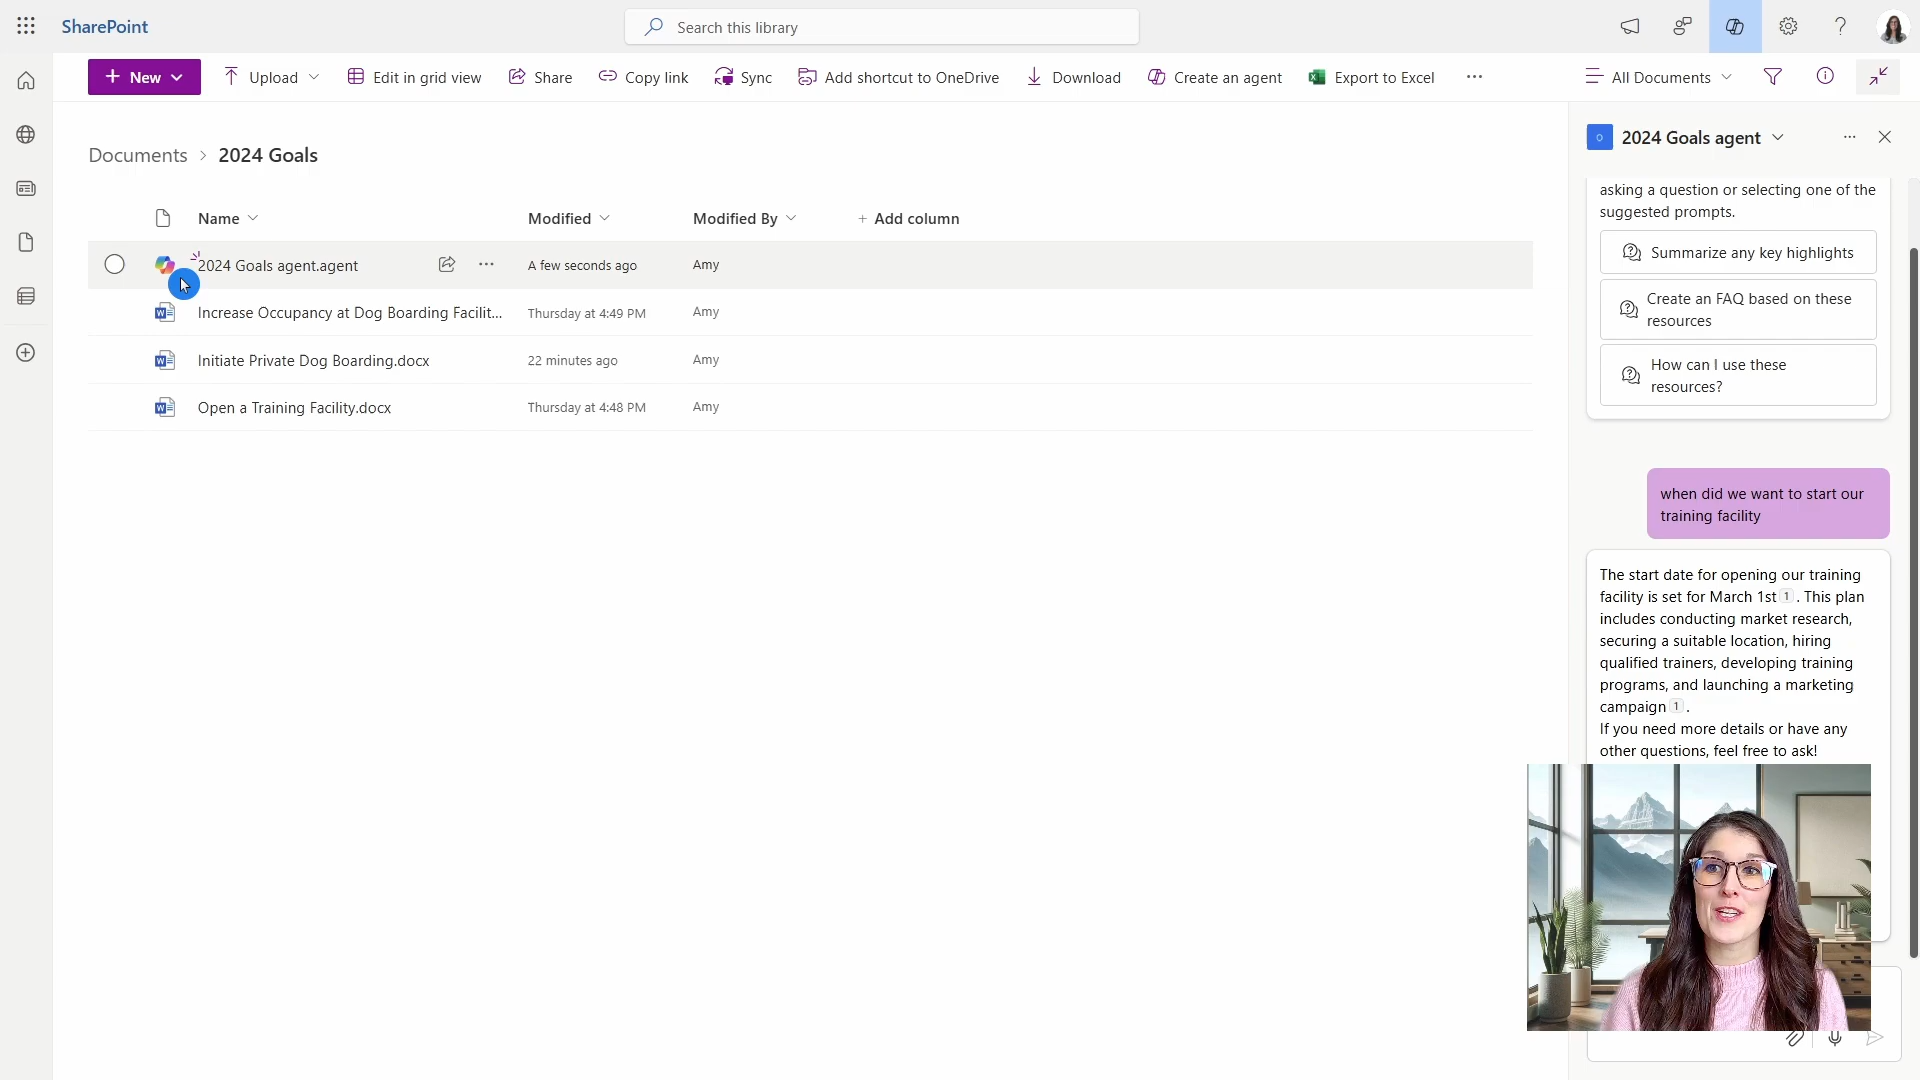 SharePoint
Search this library
New
Upload
Edit in grid view
Share
Copy link
Sync
Add shortcut to OneDrive
Download
Create an agent
Export to Excel
All Documents
Documents > 2024 Goals
Name
Modified
Modified By
+ Add column
2024 Goals agent.agent
A few seconds ago
Amy
Increase Occupancy at Dog Boarding Facilit...
Thursday at 4:49 PM
Amy
Initiate Private Dog Boarding.docx
22 minutes ago
Amy
Open a Training Facility.docx
Thursday at 4:48 PM
Amy
2024 Goals agent
asking a question or selecting one of the
suggested prompts.
Summarize any key highlights
Create an FAQ based on these
resources
How can I use these
resources?
when did we want to start our
training facility
The start date for opening our training
facility is set for March 1st 1 . This plan
includes conducting market research,
securing a suitable location, hiring
qualified trainers, developing training
programs, and launching a marketing
campaign 1 .
If you need more details or have any
other questions, feel free to ask!